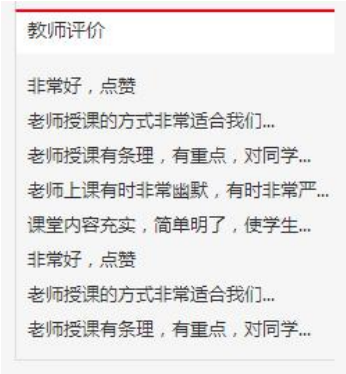 教师评价
非常好，点赞
老师授课的方式非常适合我们...
老师授课有条理，有重点，对同学...
老师上课有时非常幽默，有时非常严...
课堂内容充实，简单明了，使学生...
非常好，点赞
老师授课的方式非常适合我们...
老师授课有条理，有重点，对同学...